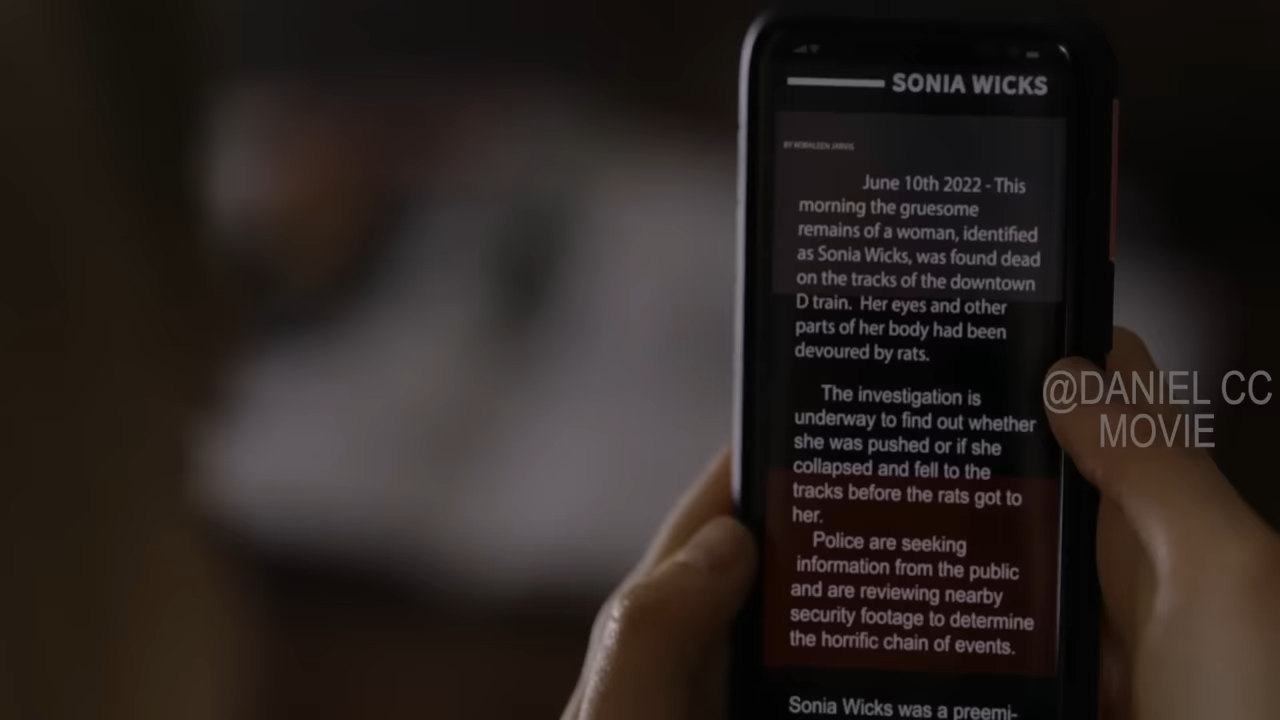 SONIA WICKS
June 10th 2022 - This
morning the gruesome
remains of a woman, identified
as Sonia Wicks, was found dead
on the tracks of the downtown
D train. Her eyes and other
parts of her body had been
devoured by rats.
The investigation is
underway to find out whether
she was pushed or if she
collapsed and fell to the
tracks before the rats got to
her.
Police are seeking
information from the public
and are reviewing nearby
security footage to determine
the horrific chain of events.
Sonia Wicks was a preemi-
@DANIEL CC
MOVIE